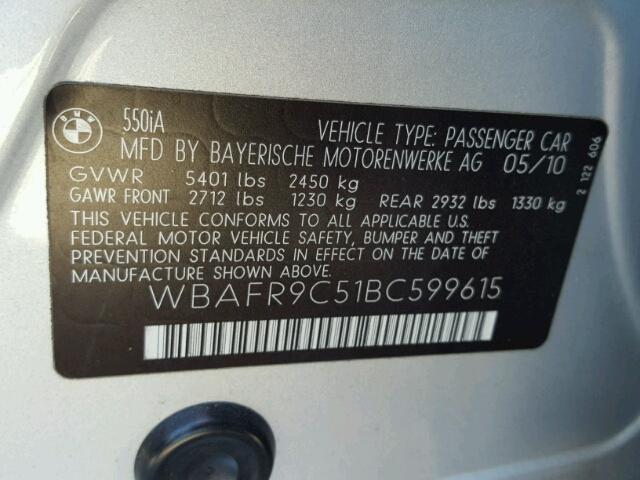 BMW
550iA
VEHICLE TYPE: PASSENGER CAR
MFD BY BAYERISCHE MOTORENWERKE AG 05/10
GVWR 5401 lbs 2450 kg
GAWR FRONT 2712 lbs 1230 kg REAR 2932 lbs 1330 kg
THIS VEHICLE CONFORMS TO ALL APPLICABLE U.S.
FEDERAL MOTOR VEHICLE SAFETY, BUMPER AND THEFT
PREVENTION STANDARDS IN EFFECT ON THE DATE OF
MANUFACTURE SHOWN ABOVE.
WBAFR9C51BC599615
2 122 606